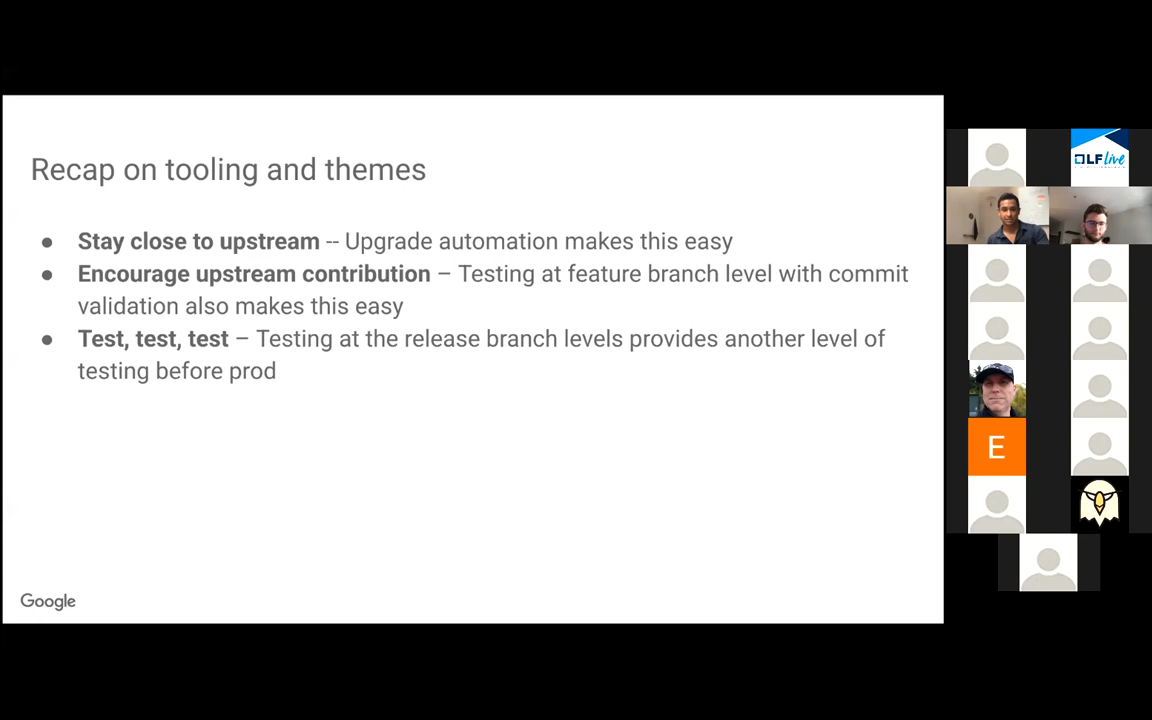 Recap on tooling and themes
● Stay close to upstream -- Upgrade automation makes this easy
● Encourage upstream contribution – Testing at feature branch level with commit
validation also makes this easy
● Test, test, test – Testing at the release branch levels provides another level of
testing before prod
Google
LF Live
E